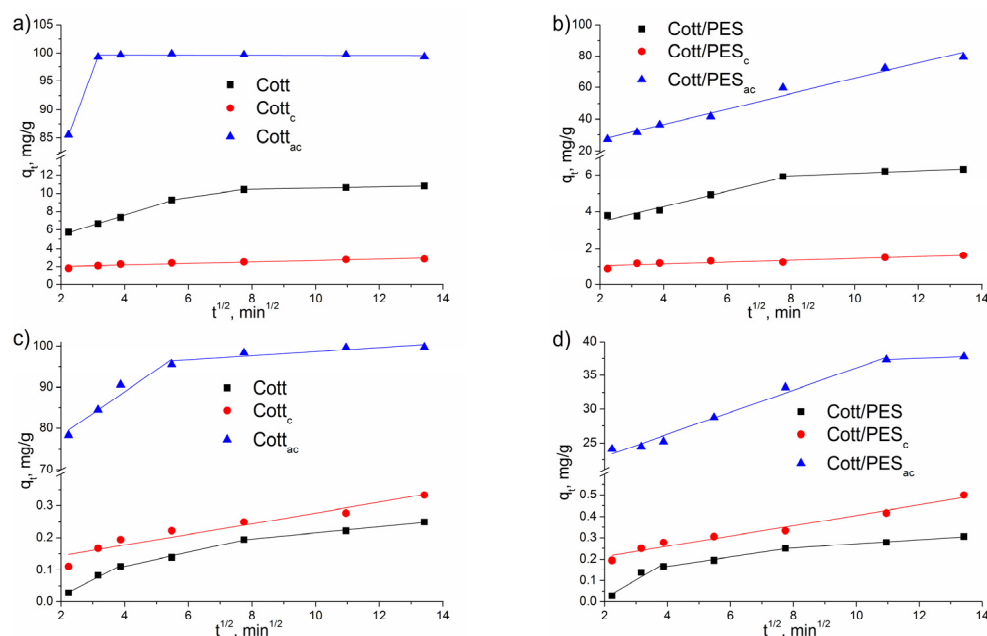 a)
105
100
95
90
85
12
10
8
6
4
2
0
q_t, mg/g
Cott
Cott_c
Cott_ac
2 4 6 8 10 12 14
t^1/2, min^1/2
b)
100
80
60
40
20
6
4
2
0
q_t, mg/g
Cott/PES
Cott/PES_c
Cott/PES_ac
2 4 6 8 10 12 14
t^1/2, min^1/2
c)
100
90
80
70
0.3
0.2
0.1
0.0
q_t, mg/g
Cott
Cott_c
Cott_ac
2 4 6 8 10 12 14
t^1/2, min^1/2
d)
40
35
30
25
0.5
0.4
0.3
0.2
0.1
0.0
q_t, mg/g
Cott/PES
Cott/PES_c
Cott/PES_ac
2 4 6 8 10 12 14
t^1/2, min^1/2